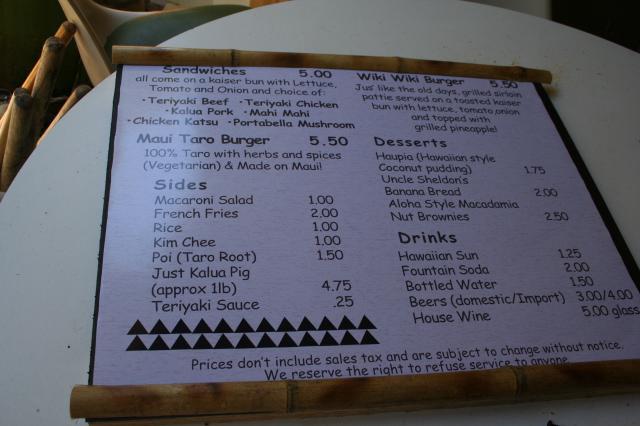 Sandwiches 5.00
all come on a kaiser bun with Lettuce,
Tomato and Onion and choice of:
·Teriyaki Beef ·Teriyaki Chicken
·Kalua Pork ·Mahi Mahi
·Chicken Katsu ·Portabella Mushroom
Maui Taro Burger 5.50
100% Taro with herbs and spices
(Vegetarian) & Made on Maui!
Sides
Macaroni Salad 1.00
French Fries 2.00
Rice 1.00
Kim Chee 1.00
Poi (Taro Root) 1.50
Just Kalua Pig
(approx 1lb) 4.75
Teriyaki Sauce .25
Wiki Wiki Burger 5.50
Just like the old days, grilled sirloin
pattie served on a toasted kaiser
bun with lettuce, tomato,onion
and topped with
grilled pineapple!
Desserts
Haupia (Hawaiian style
Coconut pudding) 1.75
Uncle Sheldon's
Banana Bread 2.00
Aloha Style Macadamia
Nut Brownies 2.50
Drinks
Hawaiian Sun 1.25
Fountain Soda 2.00
Bottled Water 1.50
Beers (domestic/Import) 3.00/4.00
House Wine 5.00 glass
Prices don't include sales tax and are subject to change without notice.
We reserve the right to refuse service to anyone